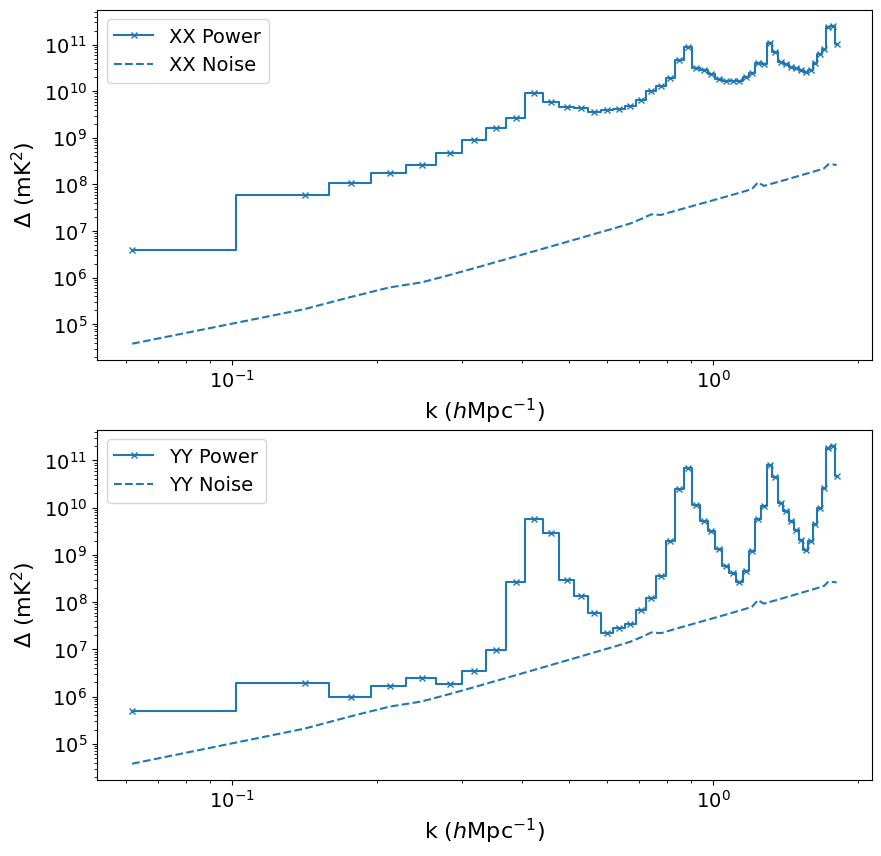 XX Power
XX Noise
10¹¹
10¹⁰
10⁹
10⁸
10⁷
10⁶
10⁵
Δ (mK²)
10⁻¹ 10⁰
k (hMpc⁻¹)
YY Power
YY Noise
10¹¹
10¹⁰
10⁹
10⁸
10⁷
10⁶
10⁵
Δ (mK²)
10⁻¹ 10⁰
k (hMpc⁻¹)